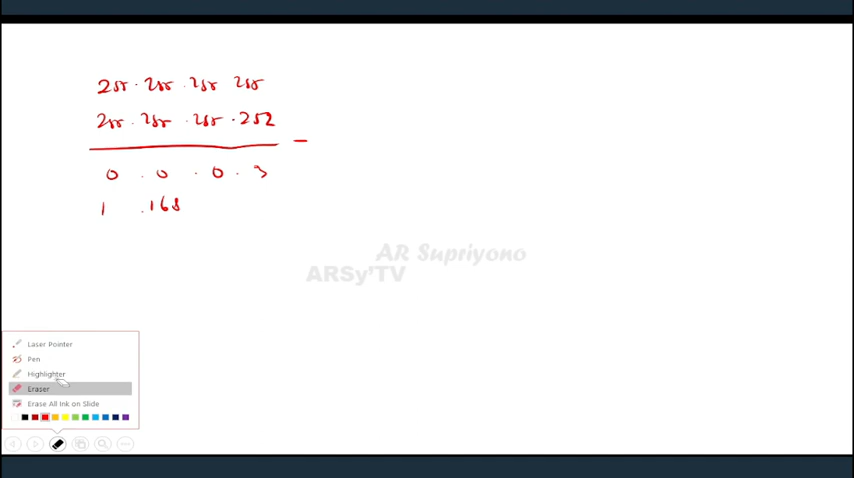 255 . 255 . 255 255
255 . 255 . 255 . 252
0 . 0 . 0 . 3
1 . 168
AR Supriyono
ARSy'TV
Laser Pointer
Pen
Highlighter
Eraser
Erase All Ink on Slide